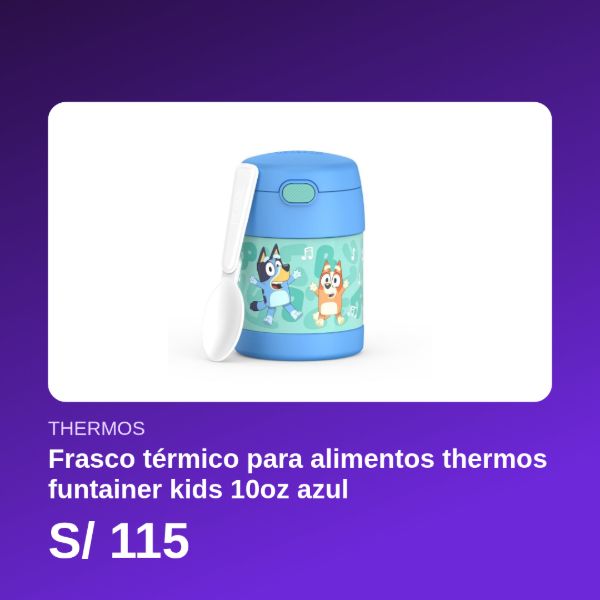 THERMOS
Frasco térmico para alimentos thermos
funtainer kids 10oz azul
S/ 115